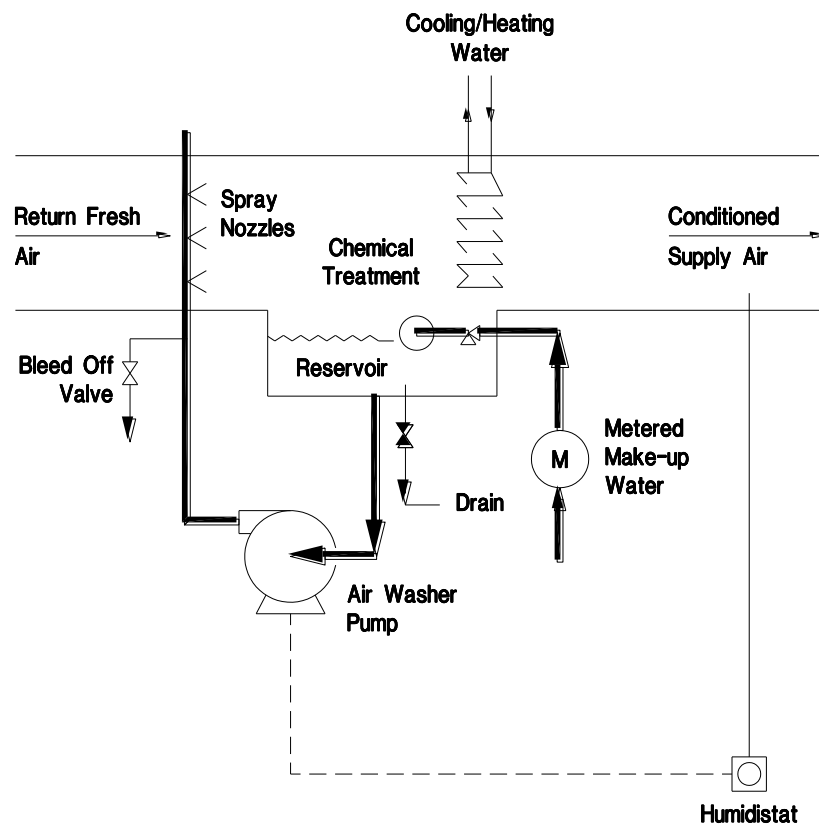 Cooling/Heating
Water
Return Fresh
Air
Spray
Nozzles
Chemical
Treatment
Conditioned
Supply Air
Bleed Off
Valve
Reservoir
Metered
Make-up
Water
M
Drain
Air Washer
Pump
Humidistat